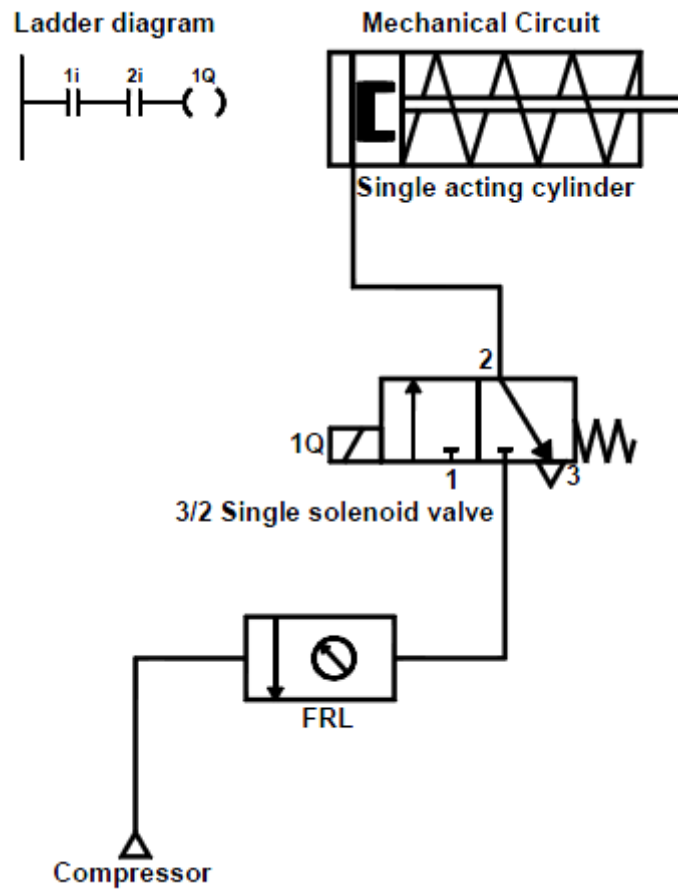 Ladder diagram
Mechanical Circuit
1i
2i
1Q
Single acting cylinder
2
1Q
1
3
3/2 Single solenoid valve
FRL
Compressor